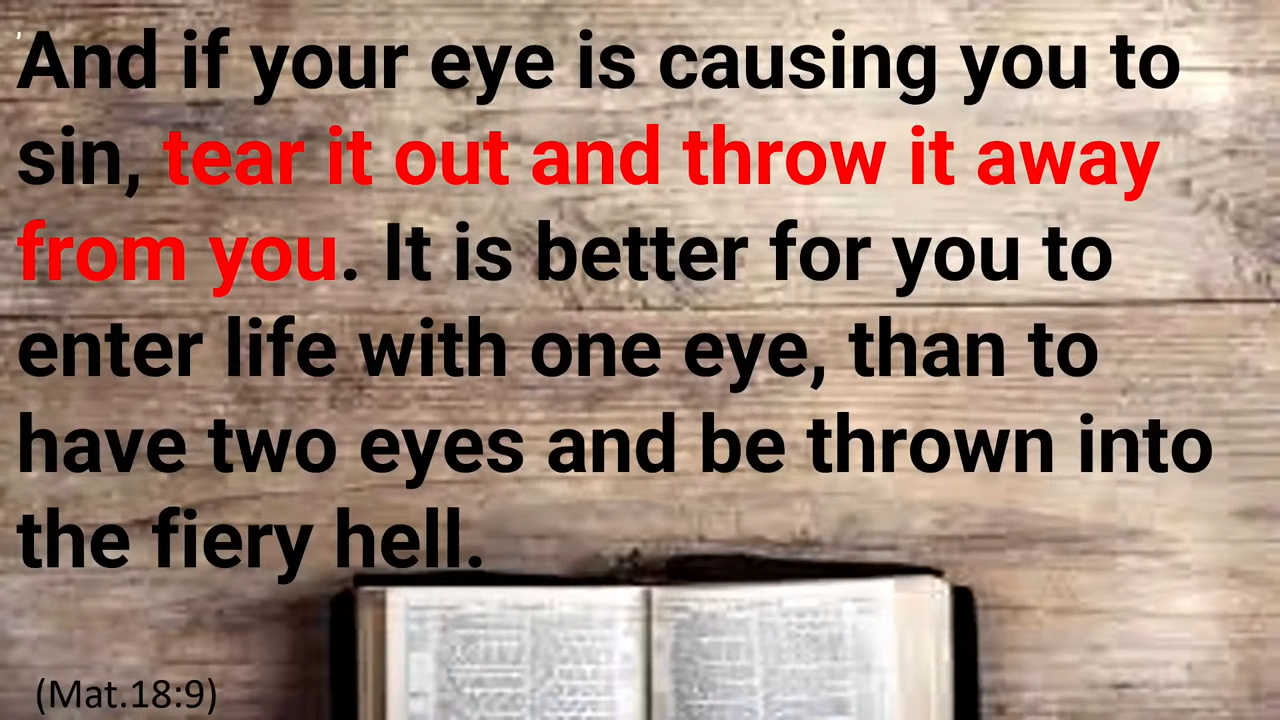 And if your eye is causing you to
sin, tear it out and throw it away
from you. It is better for you to
enter life with one eye, than to
have two eyes and be thrown into
the fiery hell.
(Mat.18:9)